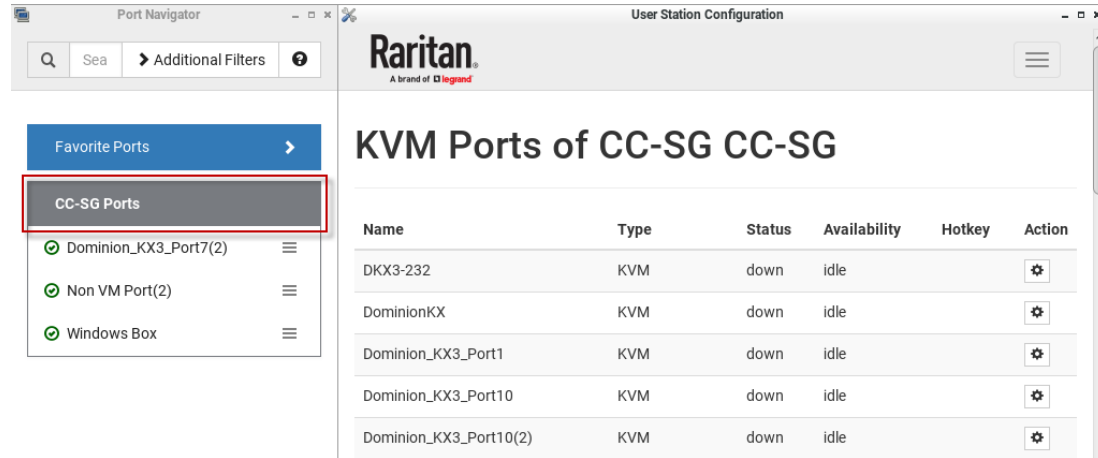 Port Navigator
User Station Configuration
Sea
Additional Filters
Raritan.
A brand of legrand
Favorite Ports
CC-SG Ports
Dominion_KX3_Port7(2)
Non VM Port(2)
Windows Box
KVM Ports of CC-SG CC-SG
Name Type Status Availability Hotkey Action
DKX3-232 KVM down idle
DominionKX KVM down idle
Dominion_KX3_Port1 KVM down idle
Dominion_KX3_Port10 KVM down idle
Dominion_KX3_Port10(2) KVM down idle